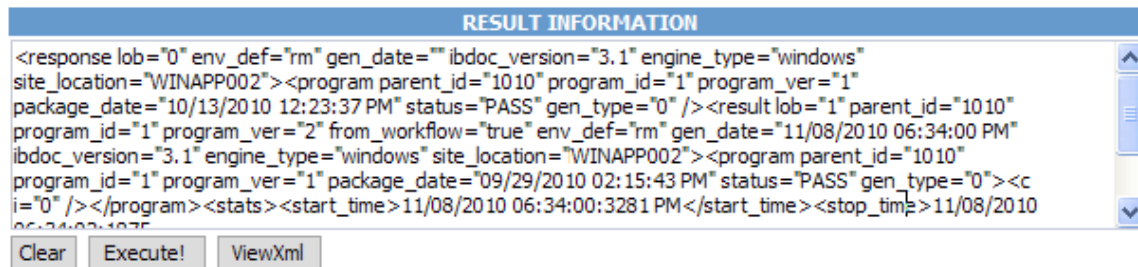 RESULT INFORMATION
<response lob="0" env_def="rm" gen_date="" ibdoc_version="3.1" engine_type="windows"
site_location="WINAPP002"><program parent_id="1010" program_id="1" program_ver="1"
package_date="10/13/2010 12:23:37 PM" status="PASS" gen_type="0" /><result lob="1" parent_id="1010"
program_id="1" program_ver="2" from_workflow="true" env_def="rm" gen_date="11/08/2010 06:34:00 PM"
ibdoc_version="3.1" engine_type="windows" site_location="WINAPP002"><program parent_id="1010"
program_id="1" program_ver="1" package_date="09/29/2010 02:15:43 PM" status="PASS" gen_type="0"><c
i="0" /></program><stats><start_time>11/08/2010 06:34:00:3281 PM</start_time><stop_time>11/08/2010
Clear Execute! ViewXml